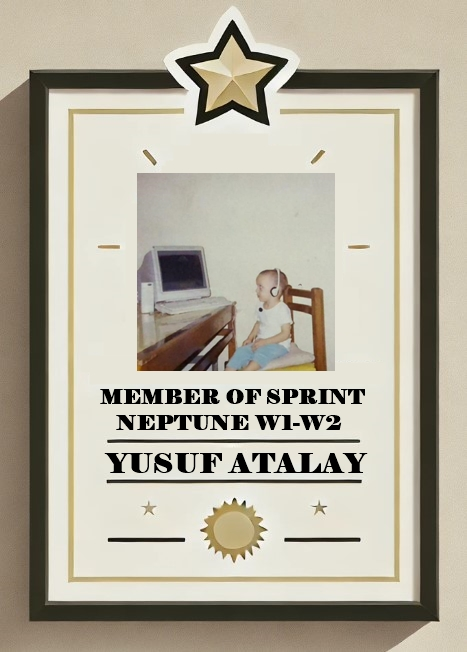 MEMBER OF SPRINT
NEPTUNE W1-W2
YUSUF ATALAY